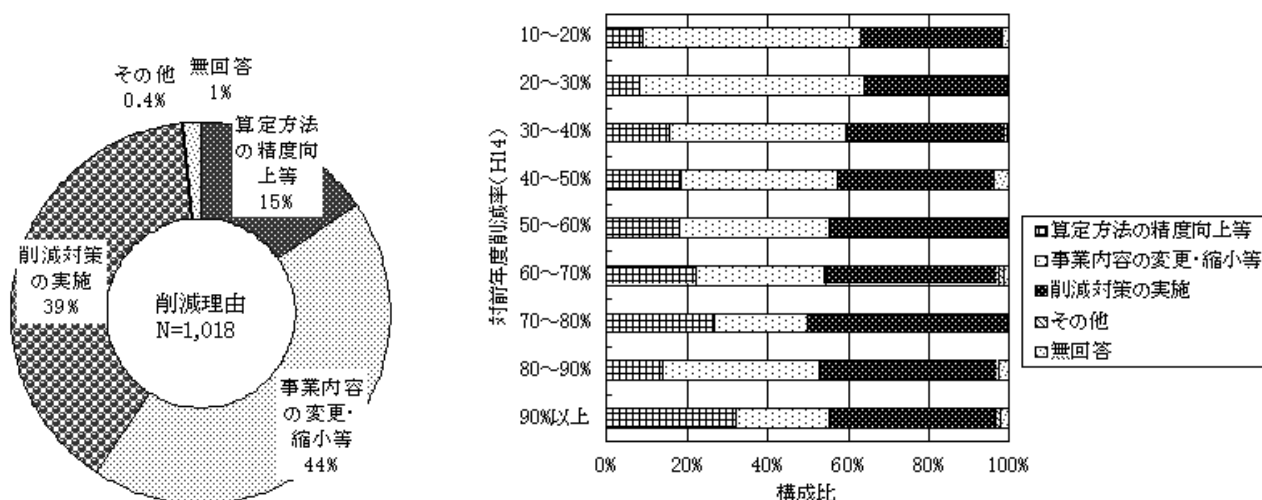 その他
0.4%
無回答
1%
算定方法
の精度向
上等
15%
削減対策
の実施
39%
削減理由
N=1,018
事業内容
の変更・
縮小等
44%
対前年度削減率(H14)
10～20%
20～30%
30～40%
40～50%
50～60%
60～70%
70～80%
80～90%
90%以上
0%
20%
40%
60%
80%
100%
構成比
算定方法の精度向上等
事業内容の変更・縮小等
削減対策の実施
その他
無回答